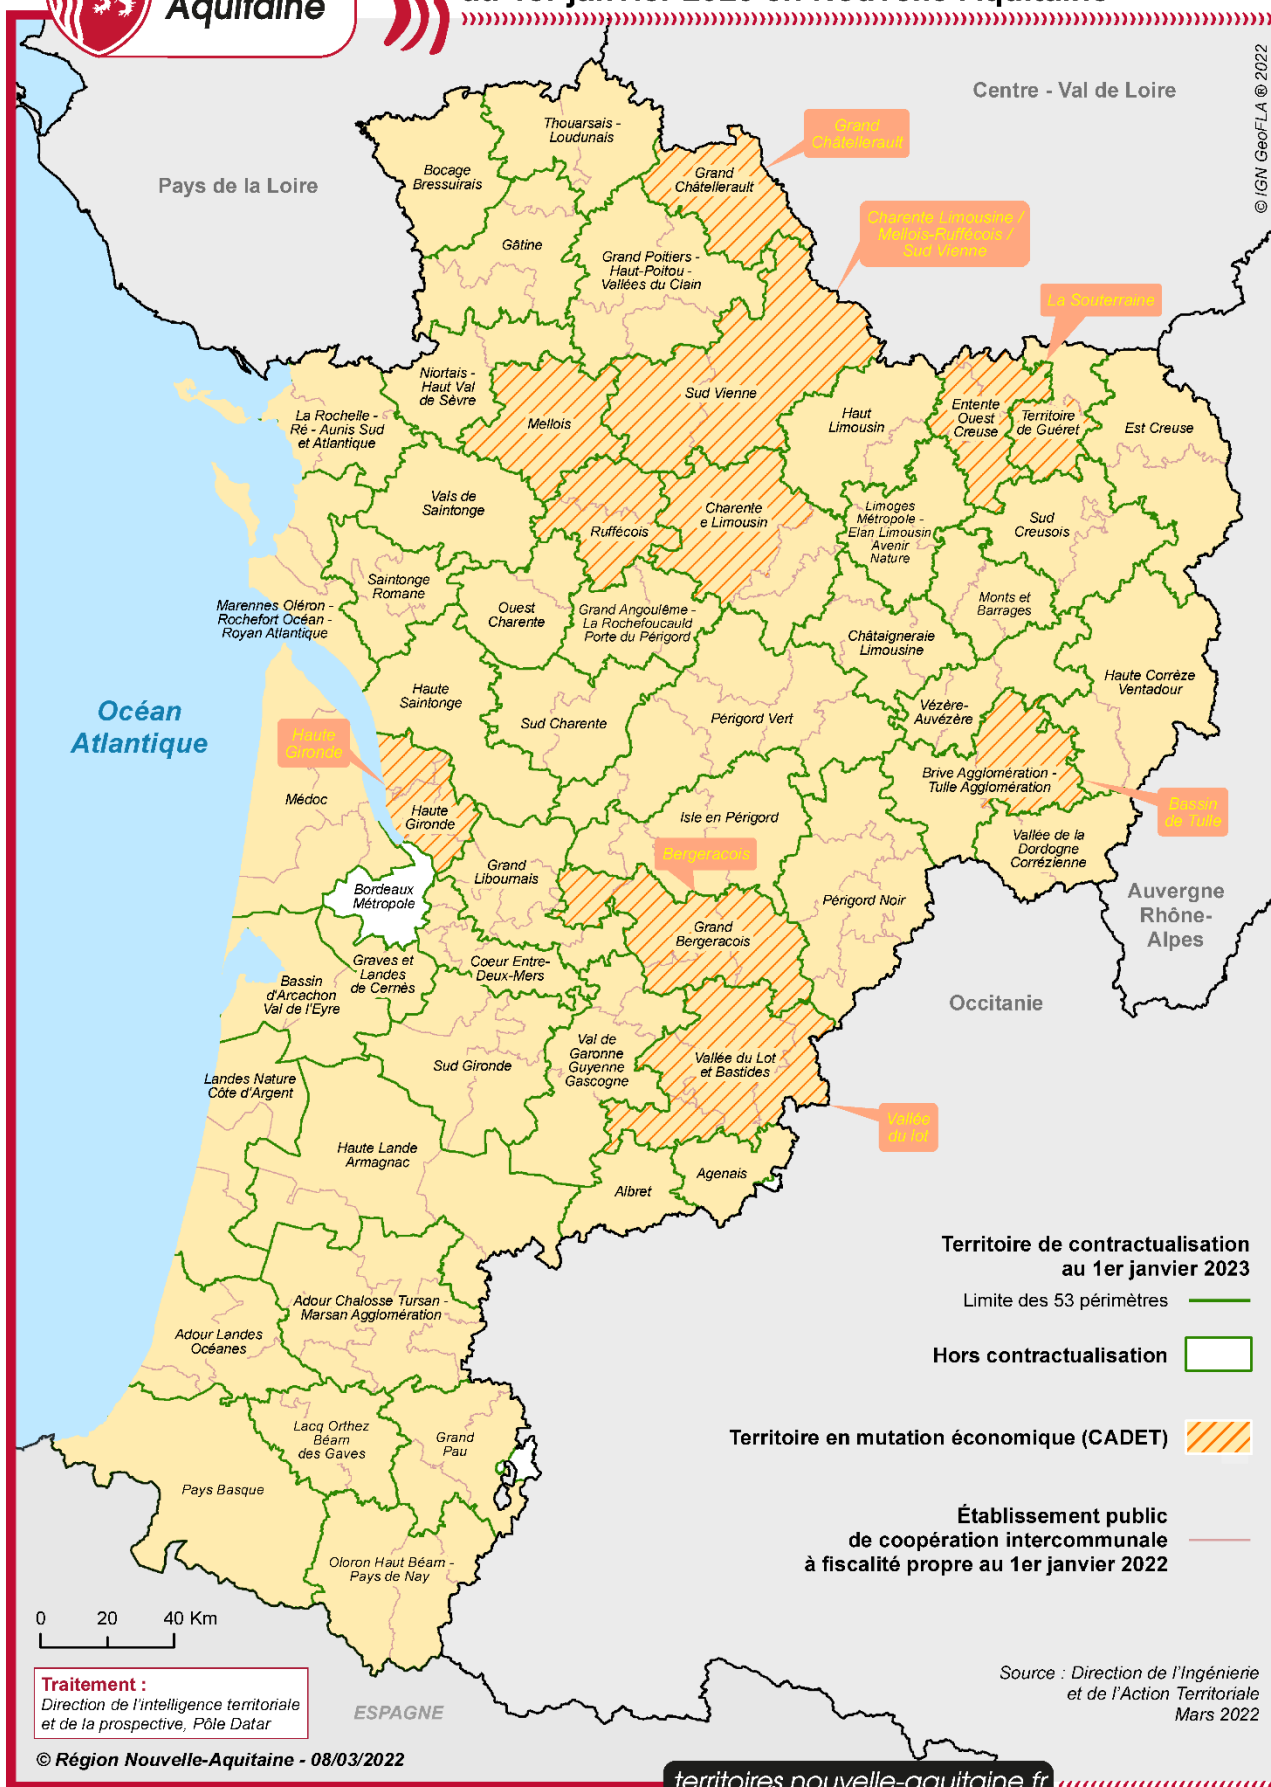 Aquitaine
© IGN GeoFLA ® 2022
Centre - Val de Loire
Pays de la Loire
Grand
Châtellerault
Thouarsais -
Loudunais
Bocage
Bressuirais
Grand
Châtellerault
Charente Limousine /
Mellois-Ruffécois /
Sud Vienne
Gâtine
Grand Poitiers -
Haut-Poitou -
Vallées du Clain
La Souterraine
Niortais -
Haut Val
de Sèvre
Sud Vienne
Mellois
La Rochelle -
Ré - Aunis Sud
et Atlantique
Haut
Limousin
Entente
Ouest
Creuse
Territoire
de Guéret
Est Creuse
Vals de
Saintonge
Ruffécois
Charente
e Limousin
Limoges
Métropole -
Elan Limousin
Avenir
Nature
Sud
Creusois
Saintonge
Romane
Marennes Oléron -
Rochefort Océan -
Royan Atlantique
Ouest
Charente
Grand Angoulême -
La Rochefoucauld
Porte du Périgord
Monts et
Barrages
Châtaigneraie
Limousine
Haute Corrèze
Ventadour
Haute
Saintonge
Sud Charente
Périgord Vert
Vézère-
Auvézère
Océan
Atlantique
Haute
Gironde
Brive Agglomération -
Tulle Agglomération
Bassin
de Tulle
Médoc
Haute
Gironde
Isle en Périgord
Vallée de la
Dordogne
Corrézienne
Bergeracois
Grand
Libournais
Bordeaux
Métropole
Périgord Noir
Auvergne
Rhône-
Alpes
Grand
Bergeracois
Graves et
Landes
de Cernès
Coeur Entre-
Deux-Mers
Bassin
d'Arcachon
Val de l'Eyre
Occitanie
Val de
Garonne
Guyenne
Gascogne
Sud Gironde
Vallée du Lot
et Bastides
Landes Nature
Côte d'Argent
Vallée
du lot
Haute Lande
Armagnac
Albret
Agenais
Territoire de contractualisation
au 1er janvier 2023
Limite des 53 périmètres
Adour Chalosse Tursan -
Marsan Agglomération
Adour Landes
Océanes
Hors contractualisation
Lacq Orthez
Béarn
des Gaves
Grand
Pau
Territoire en mutation économique (CADET)
Pays Basque
Établissement public
de coopération intercommunale
à fiscalité propre au 1er janvier 2022
Oloron Haut Béarn -
Pays de Nay
0 20 40 Km
Traitement :
Direction de l'intelligence territoriale
et de la prospective, Pôle Datar
ESPAGNE
Source : Direction de l'Ingénierie
et de l'Action Territoriale
Mars 2022
© Région Nouvelle-Aquitaine - 08/03/2022
territoires.nouvelle-aquitaine.fr